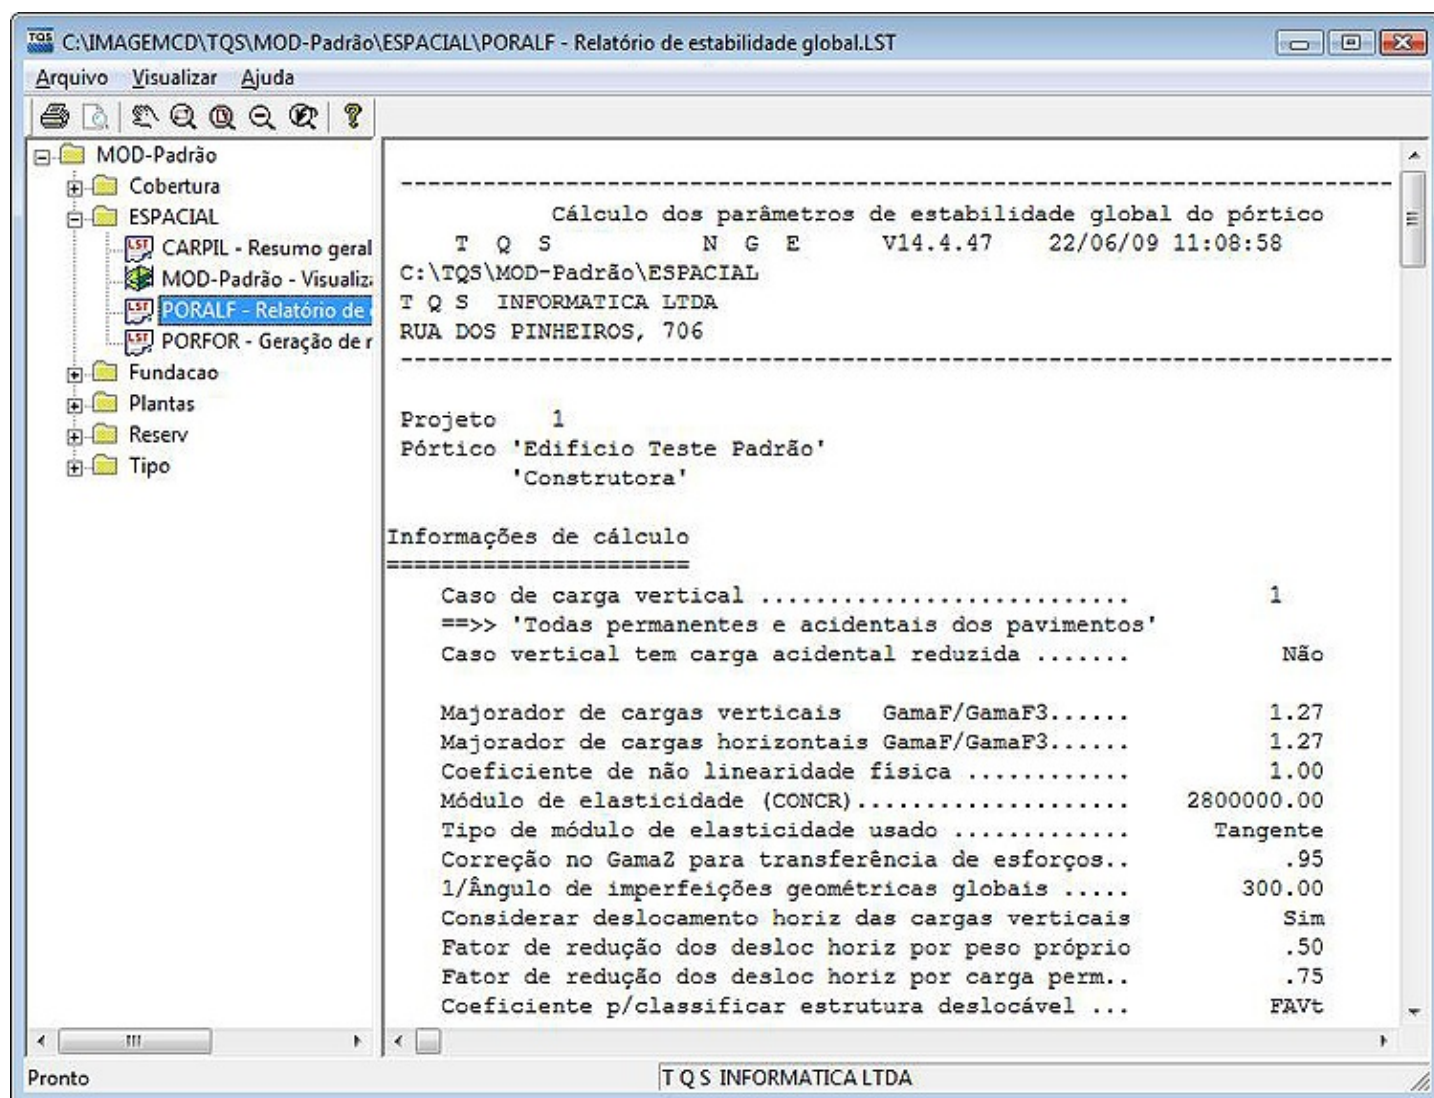 C:\IMAGEMCD\TQS\MOD-Padrão\ESPACIAL\PORALF - Relatório de estabilidade global.LST
Arquivo Visualizar Ajuda
MOD-Padrão
Cobertura
ESPACIAL
CARPIL - Resumo geral
MOD-Padrão - Visualiz
PORALF - Relatório de
PORFOR - Geração de r
Fundacao
Plantas
Reserv
Tipo
------------------------------------------------------------------------
Cálculo dos parâmetros de estabilidade global do pórtico
T Q S N G E V14.4.47 22/06/09 11:08:58
C:\TQS\MOD-Padrão\ESPACIAL
T Q S INFORMATICA LTDA
RUA DOS PINHEIROS, 706
------------------------------------------------------------------------
Projeto 1
Pórtico 'Edificio Teste Padrão'
'Construtora'
Informações de cálculo
======================
Caso de carga vertical ........................... 1
==>> 'Todas permanentes e acidentais dos pavimentos'
Caso vertical tem carga acidental reduzida ....... Não
Majorador de cargas verticais GamaF/GamaF3...... 1.27
Majorador de cargas horizontais GamaF/GamaF3...... 1.27
Coeficiente de não linearidade física ............ 1.00
Módulo de elasticidade (CONCR).................... 2800000.00
Tipo de módulo de elasticidade usado ............. Tangente
Correção no GamaZ para transferência de esforços.. .95
1/Ângulo de imperfeições geométricas globais ..... 300.00
Considerar deslocamento horiz das cargas verticais Sim
Fator de redução dos desloc horiz por peso próprio .50
Fator de redução dos desloc horiz por carga perm.. .75
Coeficiente p/classificar estrutura deslocável ... FAVt
Pronto
T Q S INFORMATICA LTDA